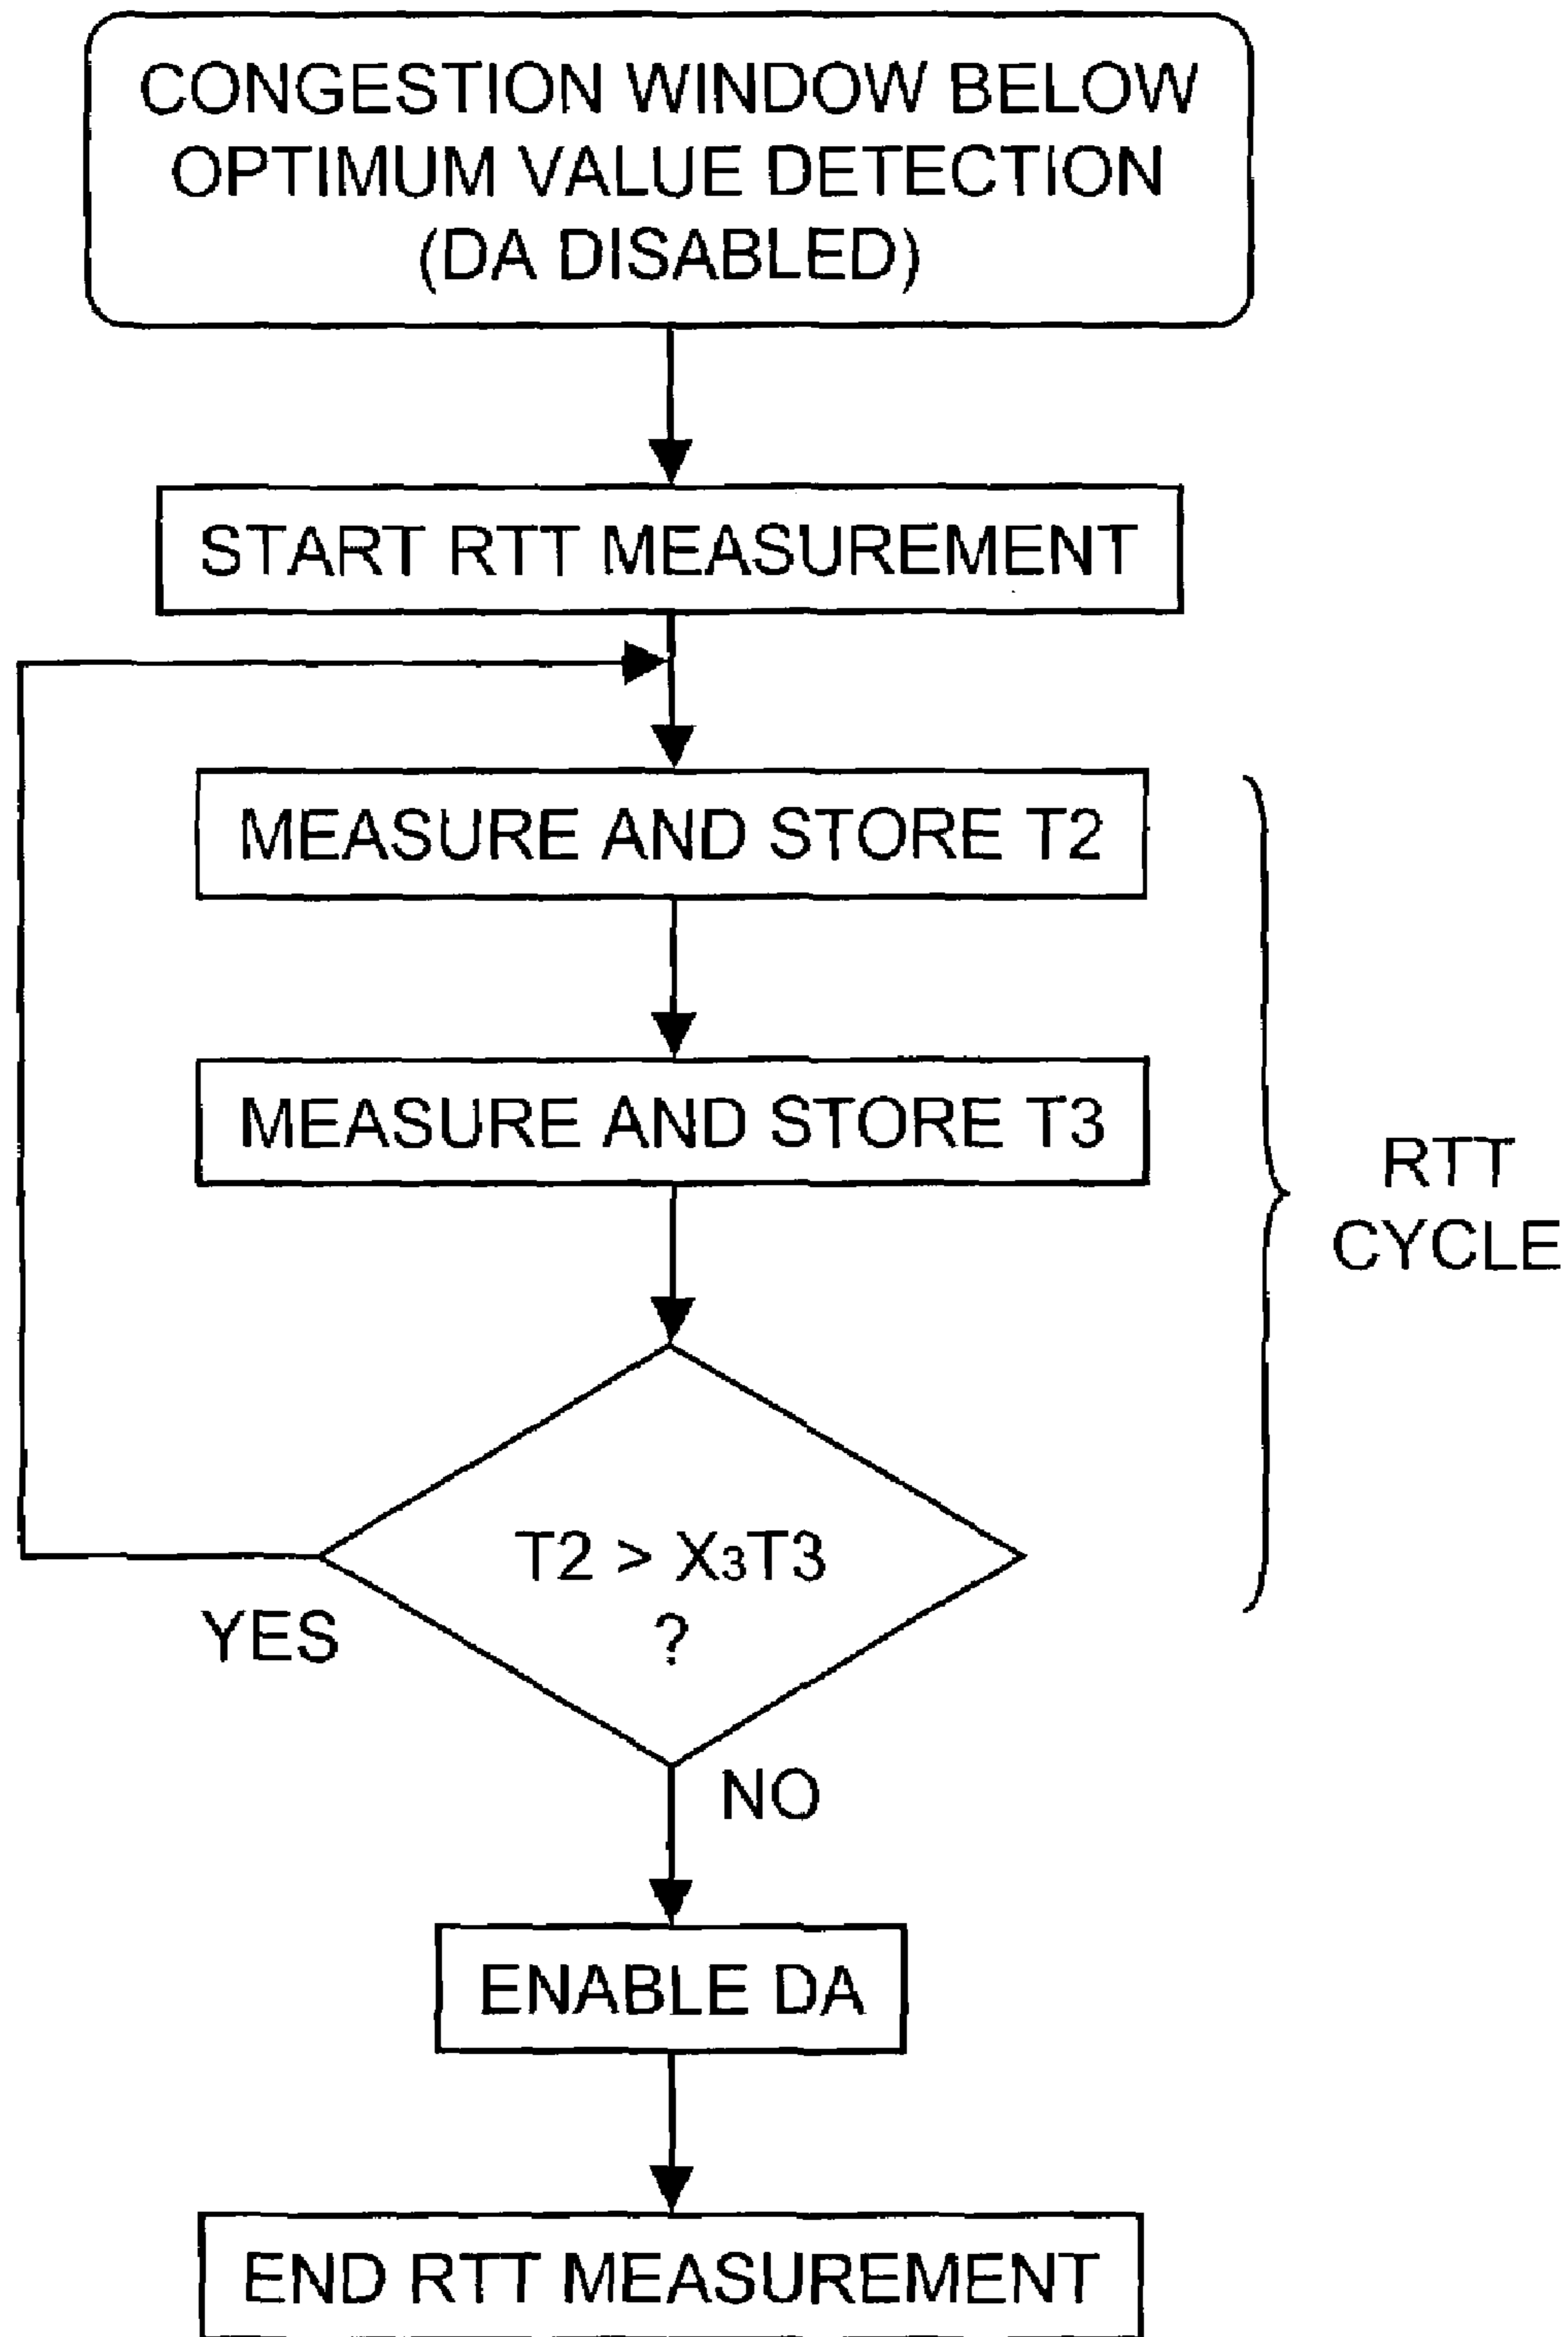 CONGESTION WINDOW BELOW
OPTIMUM VALUE DETECTION
(DA DISABLED)
START RTT MEASUREMENT
MEASURE AND STORE T2
MEASURE AND STORE T3
RTT
CYCLE
T2 > X₃T3
?
YES
NO
ENABLE DA
END RTT MEASUREMENT